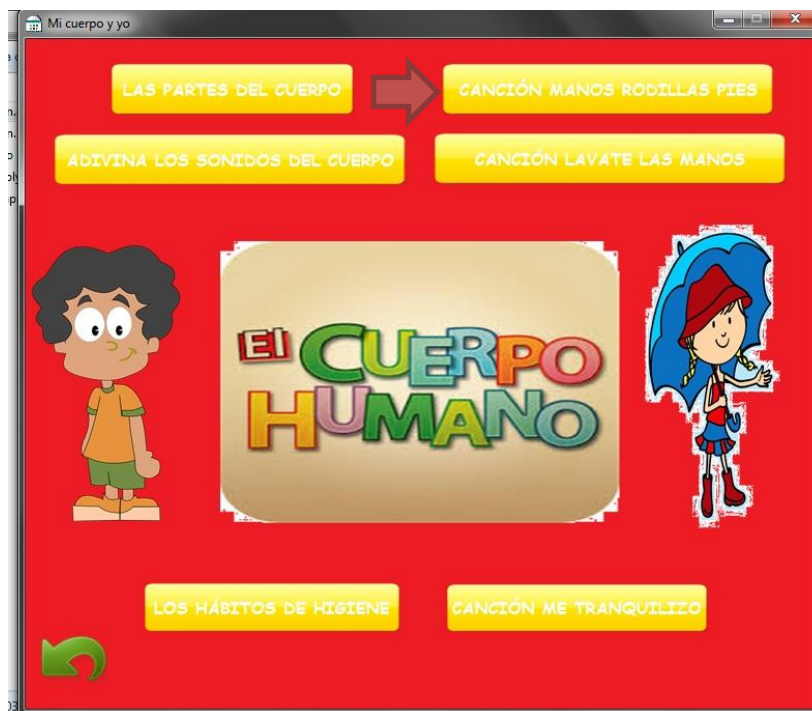 Mi cuerpo y yo
LAS PARTES DEL CUERPO
CANCIÓN MANOS RODILLAS PIES
ADIVINA LOS SONIDOS DEL CUERPO
CANCIÓN LAVATE LAS MANOS
El CUERPO
HUMANO
LOS HÁBITOS DE HIGIENE
CANCIÓN ME TRANQUILIZO